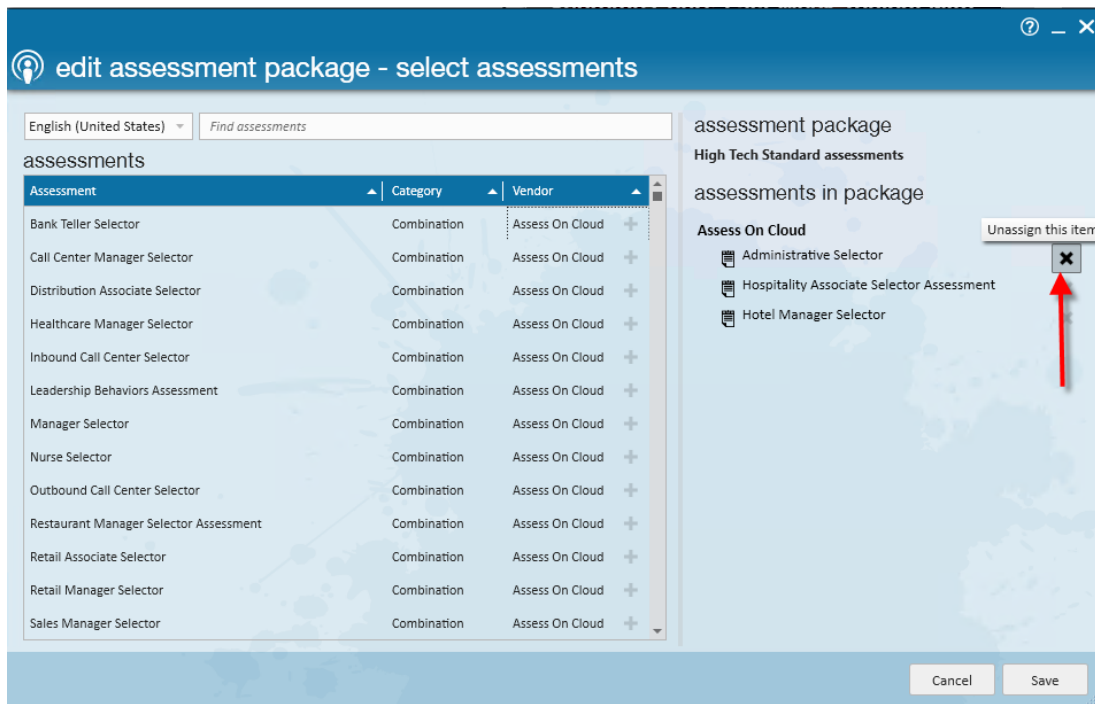 edit assessment package - select assessments
English (United States) Find assessments
assessments
Assessment Category Vendor
Bank Teller Selector Combination Assess On Cloud
Call Center Manager Selector Combination Assess On Cloud
Distribution Associate Selector Combination Assess On Cloud
Healthcare Manager Selector Combination Assess On Cloud
Inbound Call Center Selector Combination Assess On Cloud
Leadership Behaviors Assessment Combination Assess On Cloud
Manager Selector Combination Assess On Cloud
Nurse Selector Combination Assess On Cloud
Outbound Call Center Selector Combination Assess On Cloud
Restaurant Manager Selector Assessment Combination Assess On Cloud
Retail Associate Selector Combination Assess On Cloud
Retail Manager Selector Combination Assess On Cloud
Sales Manager Selector Combination Assess On Cloud
assessment package
High Tech Standard assessments
assessments in package
Assess On Cloud
Unassign this item
Administrative Selector
Hospitality Associate Selector Assessment
Hotel Manager Selector
Cancel Save